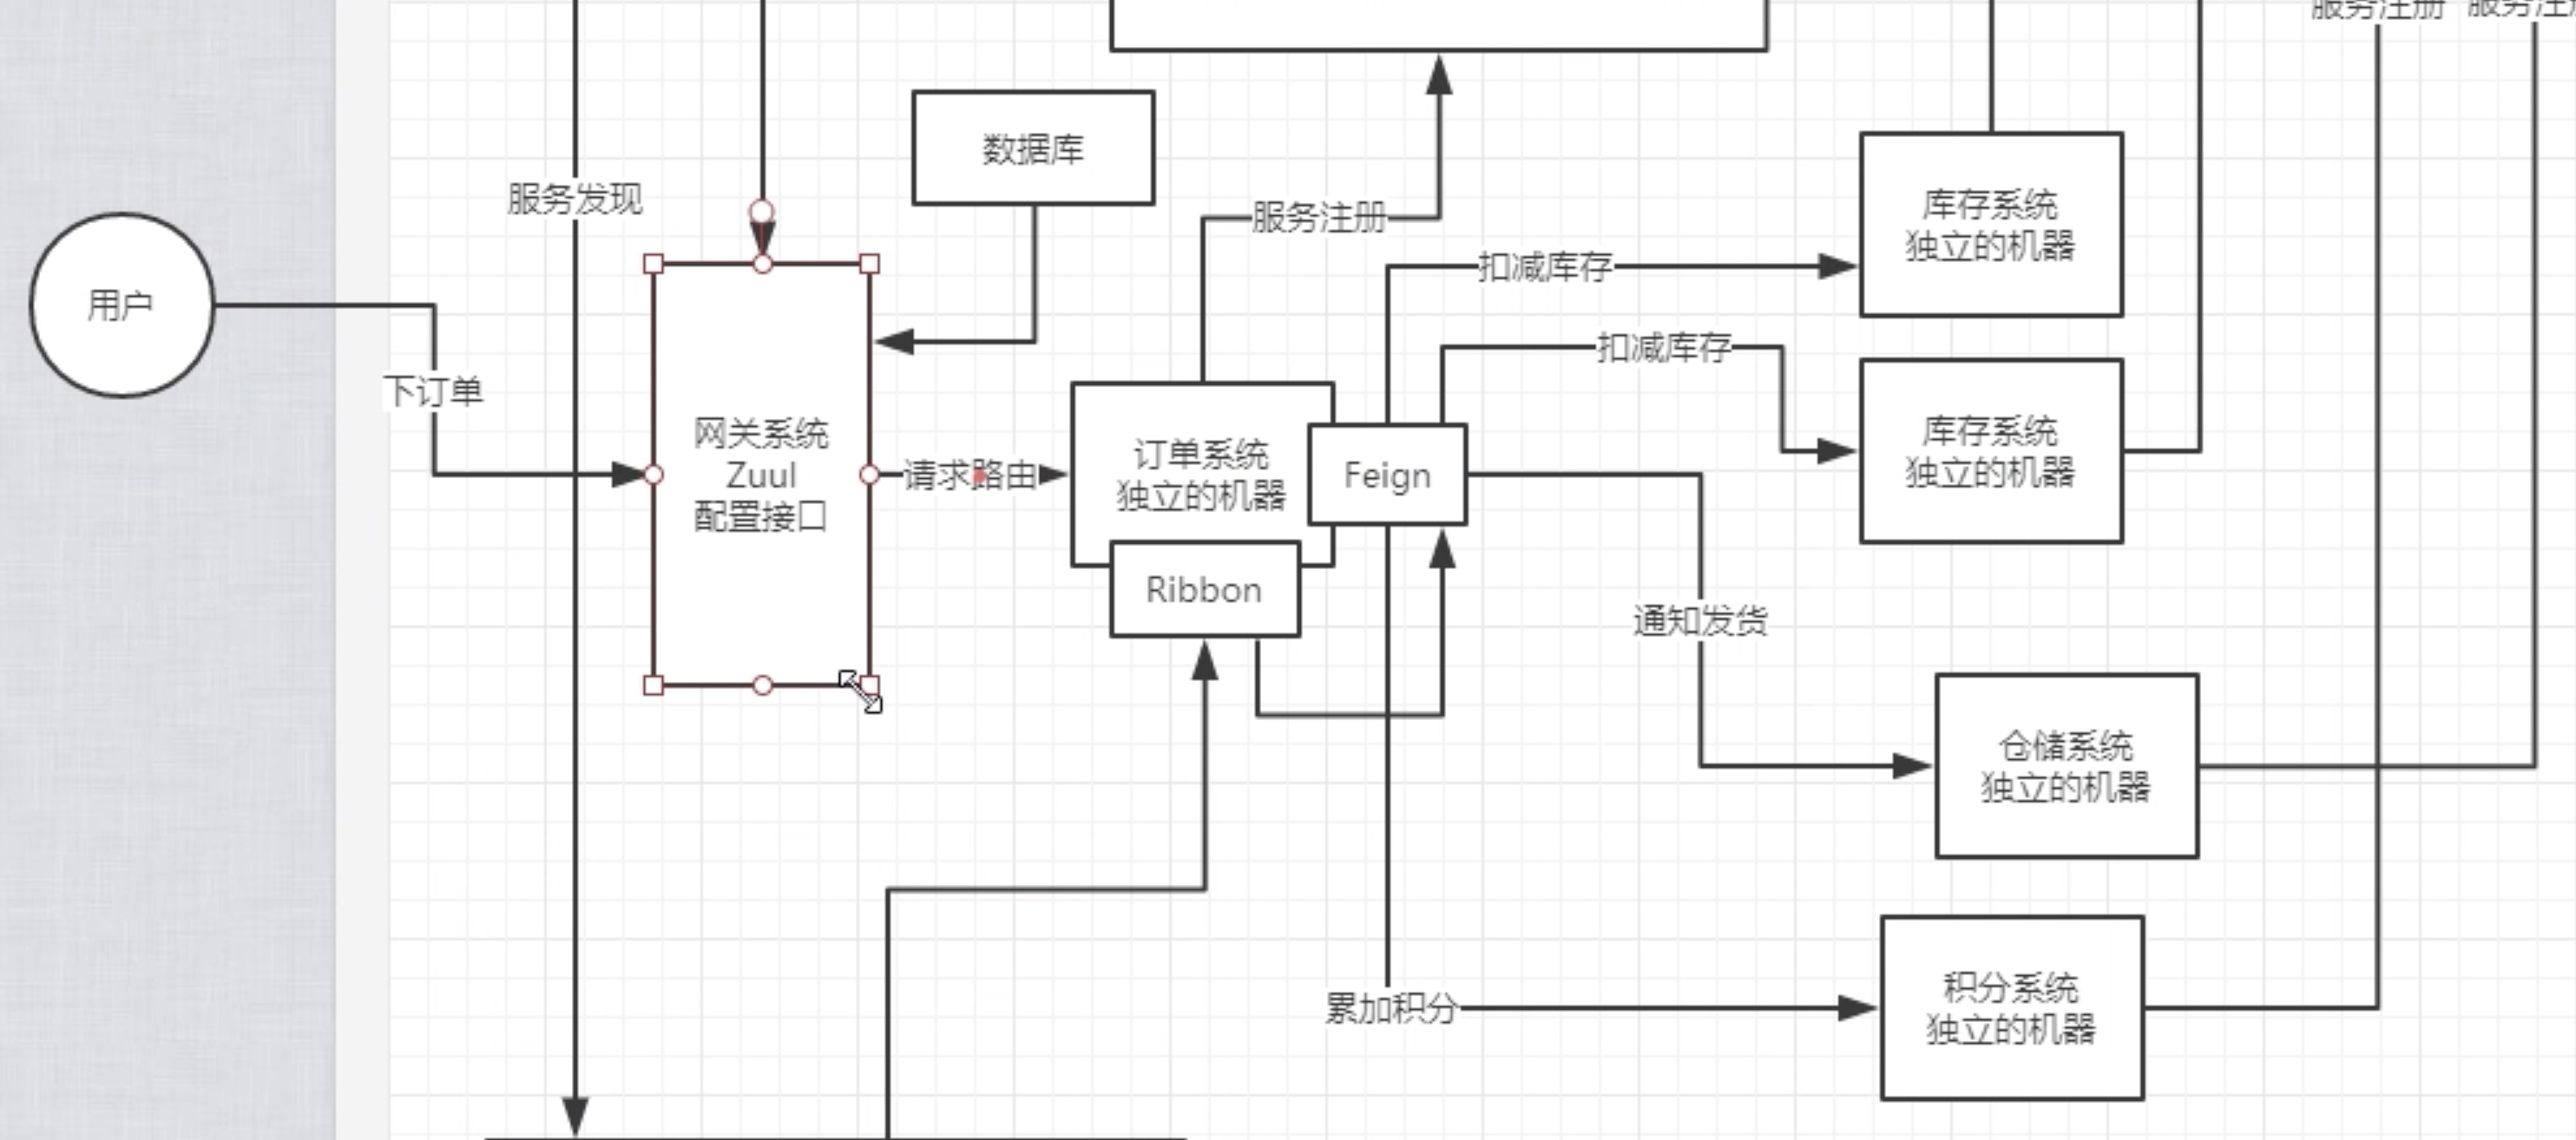 服务注册
服务注册
数据库
服务发现
用户
下订单
服务注册
扣减库存
库存系统
独立的机器
扣减库存
网关系统
Zuul
配置接口
请求路由
订单系统
独立的机器
Feign
Ribbon
库存系统
独立的机器
通知发货
仓储系统
独立的机器
累加积分
积分系统
独立的机器